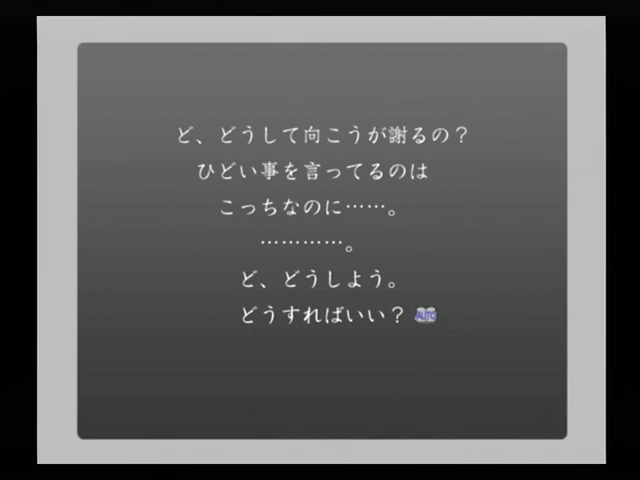 ど、どうして向こうが謝るの？
ひどい事を言ってるのは
こっちなのに……。
…………。
ど、どうしよう。
どうすればいい？ AUTO